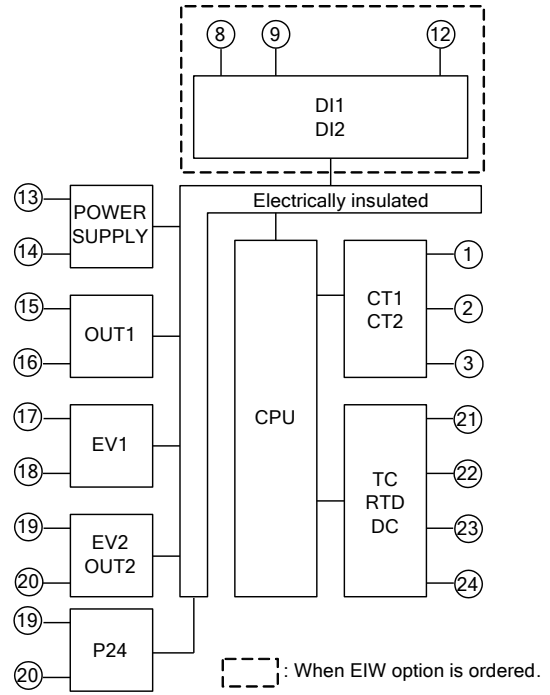 8 9 12
DI1
DI2
Electrically insulated
13
POWER
SUPPLY
14
15
OUT1
16
17
EV1
18
19
EV2
OUT2
20
19
P24
20
CPU
CT1
CT2
1
2
3
TC
RTD
DC
21
22
23
24
: When EIW option is ordered.